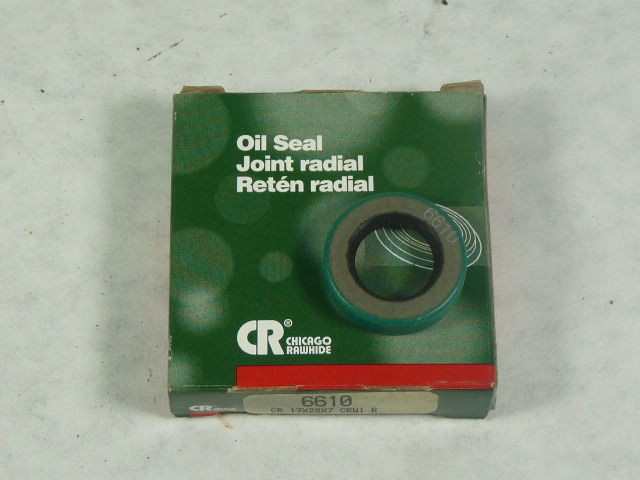 Oil Seal
Joint radial
Retén radial
6610
CR® CHICAGO
RAWHIDE
CR
6610
CR 17X28X7 CRW1 R